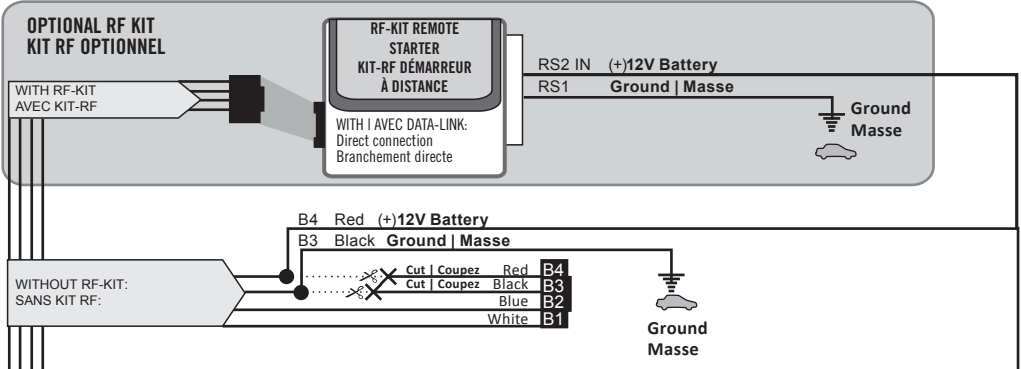 OPTIONAL RF KIT
KIT RF OPTIONNEL
RF-KIT REMOTE
STARTER
KIT-RF DÉMARREUR
À DISTANCE
WITH | AVEC DATA-LINK:
Direct connection
Branchement directe
WITH RF-KIT
AVEC KIT-RF
RS2 IN (+)12V Battery
RS1 Ground | Masse
Ground
Masse
B4 Red (+)12V Battery
B3 Black Ground | Masse
WITHOUT RF-KIT:
SANS KIT RF:
Cut | Coupez Red B4
Cut | Coupez Black B3
Blue B2
White B1
Ground
Masse